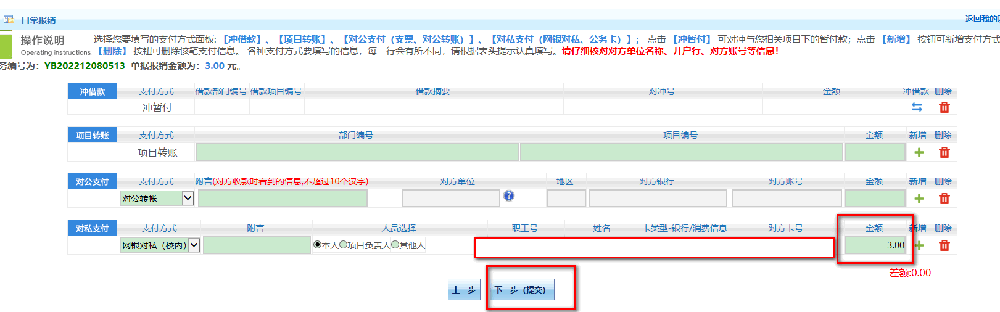 日常报销
返回我的
操作说明
Operating instructions
选择您要填写的支付方式面板:【冲借款】、【项目转账】、【对公支付（支票、对公转账）】、【对私支付（网银对私、公务卡）】； 点击 【冲暂付】 可对冲与您相关项目下的暂付款；点击 【新增】 按钮可新增支付方式
【删除】 按钮可删除该笔支付信息。 各种支付方式要填写的信息，每一行会有所不同，请根据表头提示认真填写。请仔细核对对方单位名称、开户行、对方账号等信息！
务编号为：YB202212080513 单据报销金额为：3.00 元。
冲借款 支付方式 借款部门编号 借款项目编号 借款摘要 对冲号 金额 冲借款 删除
冲暂付
项目转账 支付方式 部门编号 项目编号 金额 新增 删除
项目转账
对公支付 支付方式 附言(对方收款时看到的信息,不超过10个汉字) 对方单位 地区 对方银行 对方账号 金额 新增 删除
对公转帐
对私支付 支付方式 附言 人员选择 职工号 姓名 卡类型-银行/消费信息 对方卡号 金额 新增 删除
网银对私（校内） 本人 项目负责人 其他人 3.00
差额:0.00
上一步 下一步（提交）